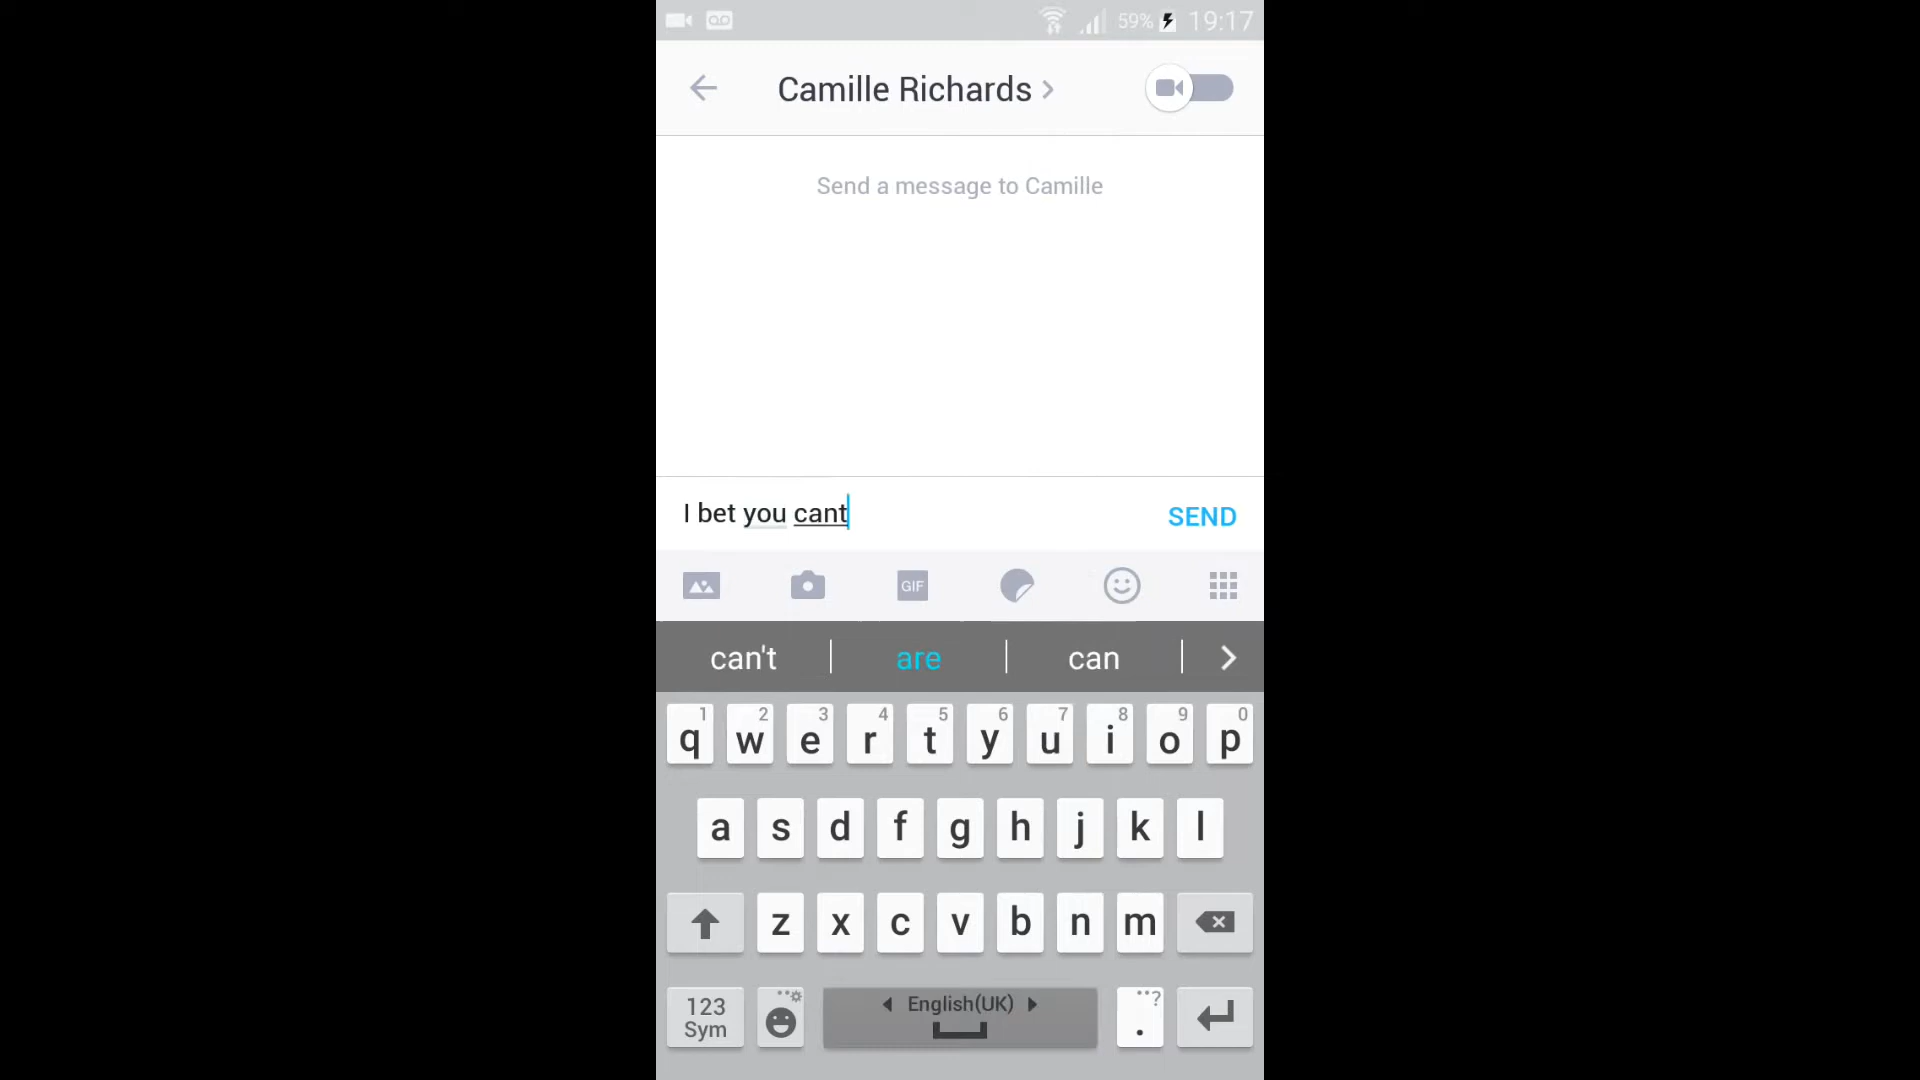 59% 19:17
Camille Richards
Send a message to Camille
I bet you cant
SEND
GIF
can't are can
1 2 3 4 5 6 7 8 9 0
q w e r t y u i o p
a s d f g h j k l
z x c v b n m
123 Sym English(UK) . ?